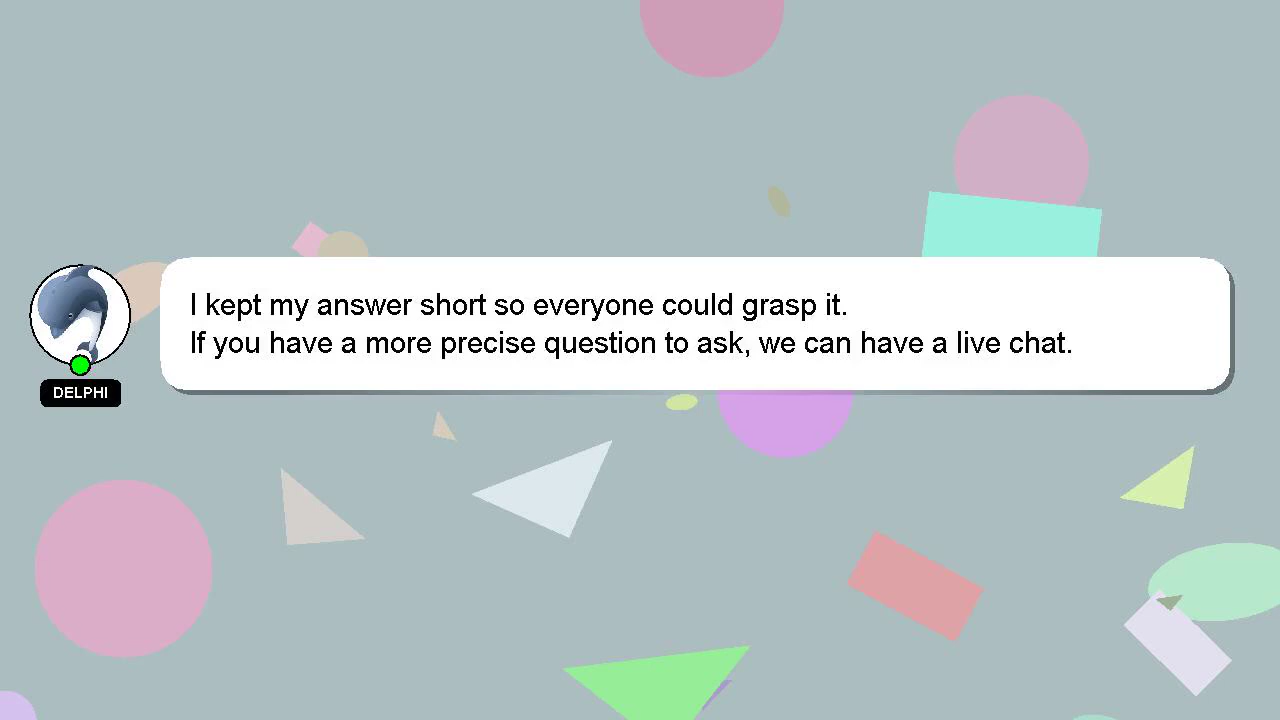 I kept my answer short so everyone could grasp it.
If you have a more precise question to ask, we can have a live chat.
DELPHI